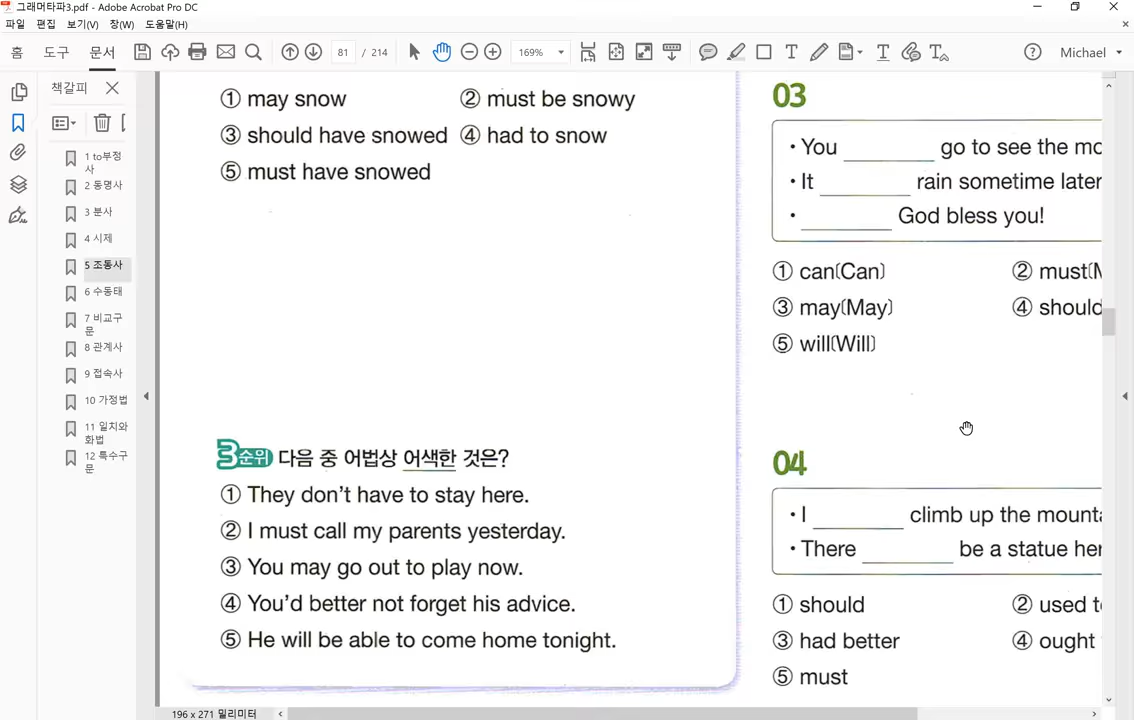 그래머타파3.pdf - Adobe Acrobat Pro DC
파일 편집 보기(V) 창(W) 도움말(H)
홈 도구 문서 81 / 214 169% Michael
책갈피
1 to부정사
2 동명사
3 분사
4 시제
5 조동사
6 수동태
7 비교구문
8 관계사
9 접속사
10 가정법
11 일치와 화법
12 특수구문
① may snow ② must be snowy
③ should have snowed ④ had to snow
⑤ must have snowed
3순위 다음 중 어법상 어색한 것은?
① They don't have to stay here.
② I must call my parents yesterday.
③ You may go out to play now.
④ You'd better not forget his advice.
⑤ He will be able to come home tonight.
03
• You ________ go to see the mo
• It ________ rain sometime later
• ________ God bless you!
① can(Can) ② must(M
③ may(May) ④ should
⑤ will(Will)
04
• I ________ climb up the mounta
• There ________ be a statue her
① should ② used t
③ had better ④ ought
⑤ must
196 x 271 밀리미터